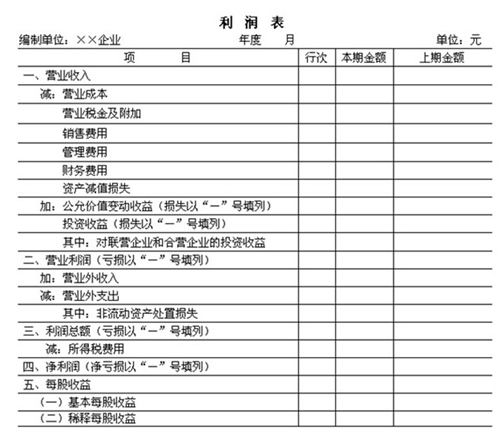 利 润 表
编制单位：××企业 年度 月 单位：元
项 目 行次 本期金额 上期金额
一、营业收入
减：营业成本
营业税金及附加
销售费用
管理费用
财务费用
资产减值损失
加：公允价值变动收益（损失以“－”号填列）
投资收益（损失以“－”号填列）
其中：对联营企业和合营企业的投资收益
二、营业利润（亏损以“－”号填列）
加：营业外收入
减：营业外支出
其中：非流动资产处置损失
三、利润总额（亏损以“－”号填列）
减：所得税费用
四、净利润（净亏损以“－”号填列）
五、每股收益
（一）基本每股收益
（二）稀释每股收益